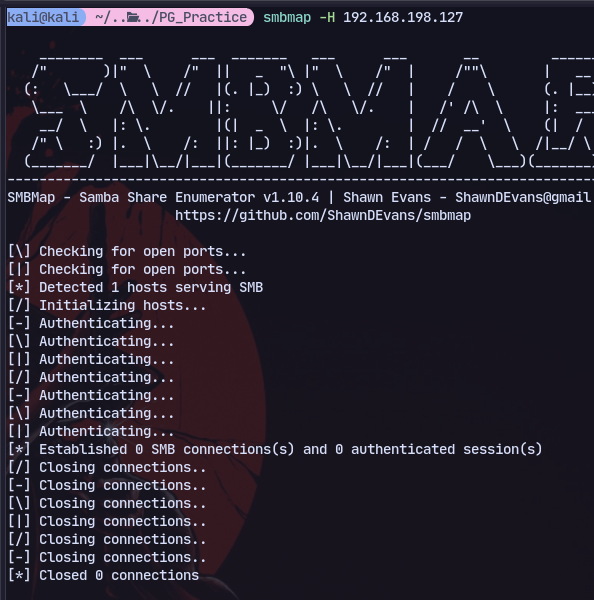 kali@kali ~/../../PG_Practice smbmap -H 192.168.198.127
SMBMap - Samba Share Enumerator v1.10.4 | Shawn Evans - ShawnDEvans@gmail
https://github.com/ShawnDEvans/smbmap
[\] Checking for open ports...
[|] Checking for open ports...
[*] Detected 1 hosts serving SMB
[/] Initializing hosts...
[-] Authenticating...
[\] Authenticating...
[|] Authenticating...
[/] Authenticating...
[-] Authenticating...
[\] Authenticating...
[|] Authenticating...
[*] Established 0 SMB connections(s) and 0 authenticated session(s)
[/] Closing connections..
[-] Closing connections..
[\] Closing connections..
[|] Closing connections..
[/] Closing connections..
[-] Closing connections..
[*] Closed 0 connections